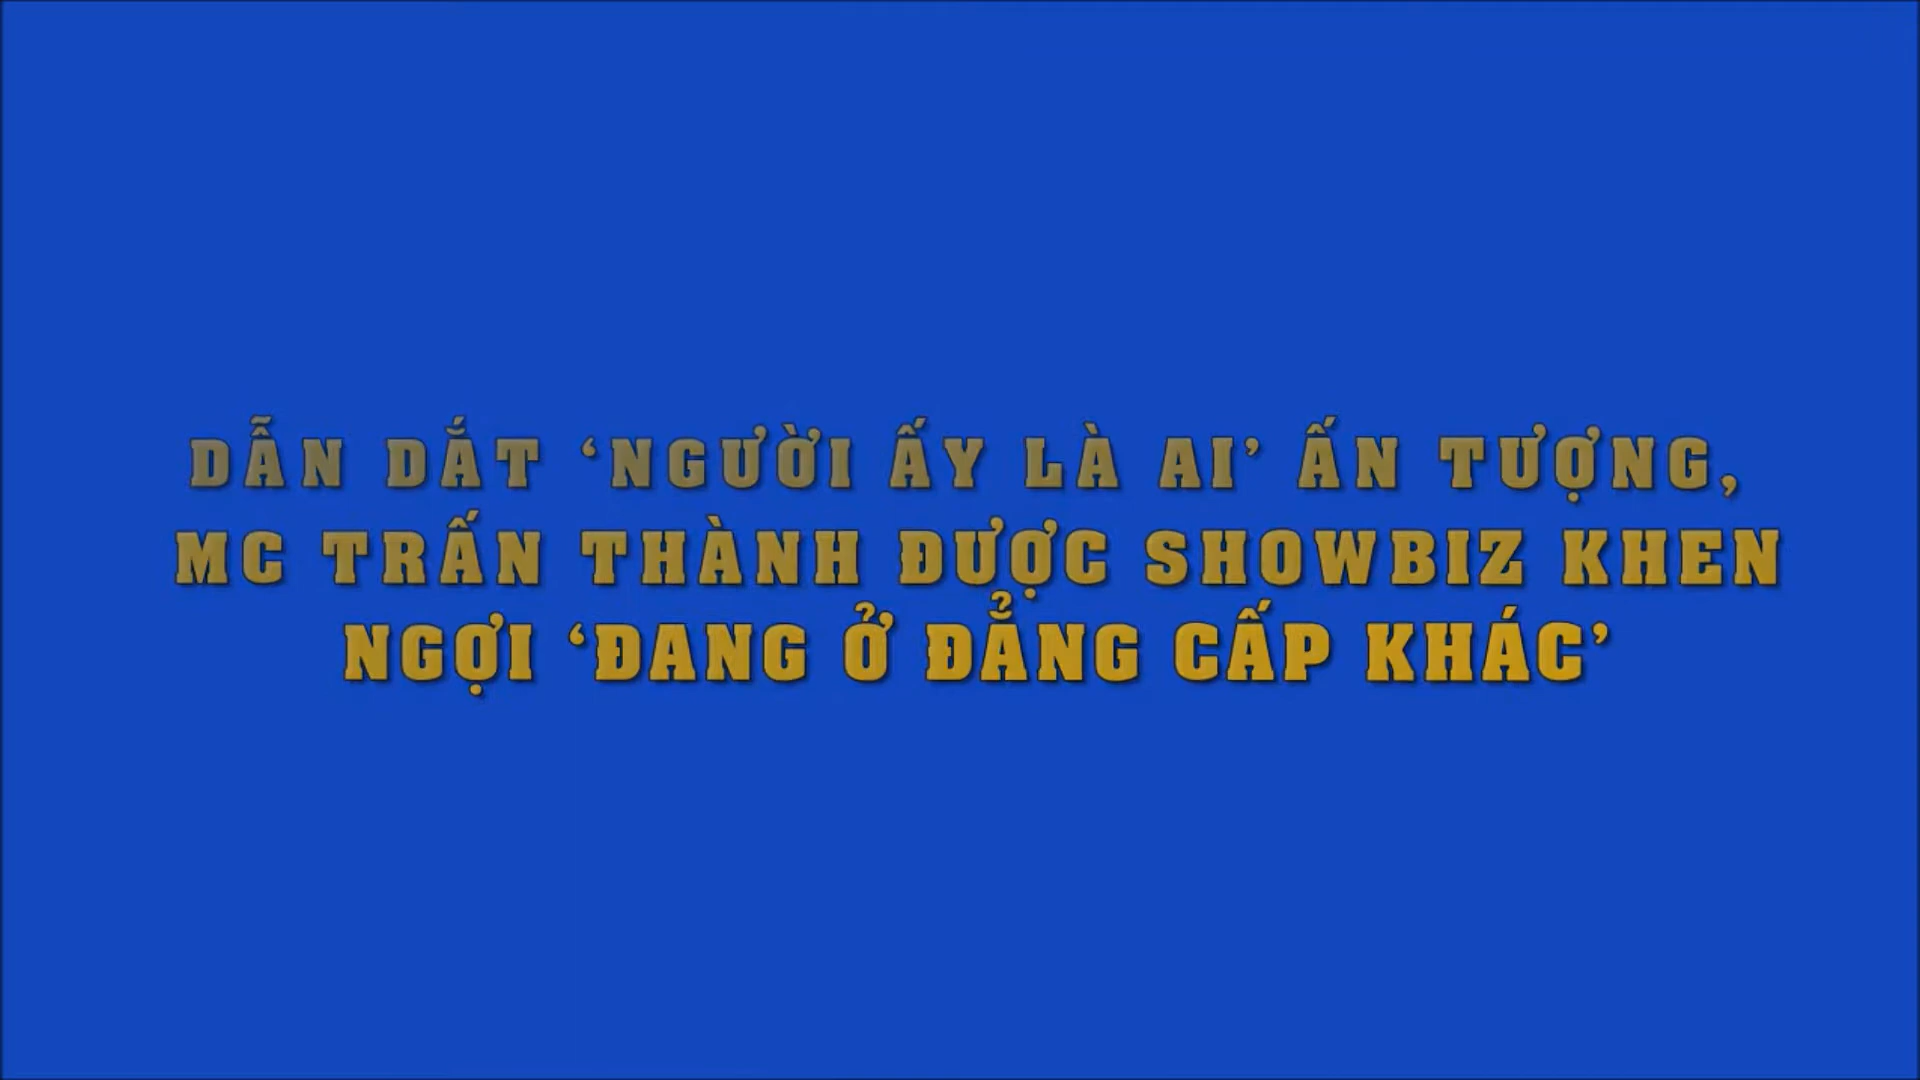 DẪN DẮT ‘NGƯỜI ẤY LÀ AI’ ẤN TƯỢNG,
MC TRẤN THÀNH ĐƯỢC SHOWBIZ KHEN
NGỢI ‘ĐANG Ở ĐẲNG CẤP KHÁC’